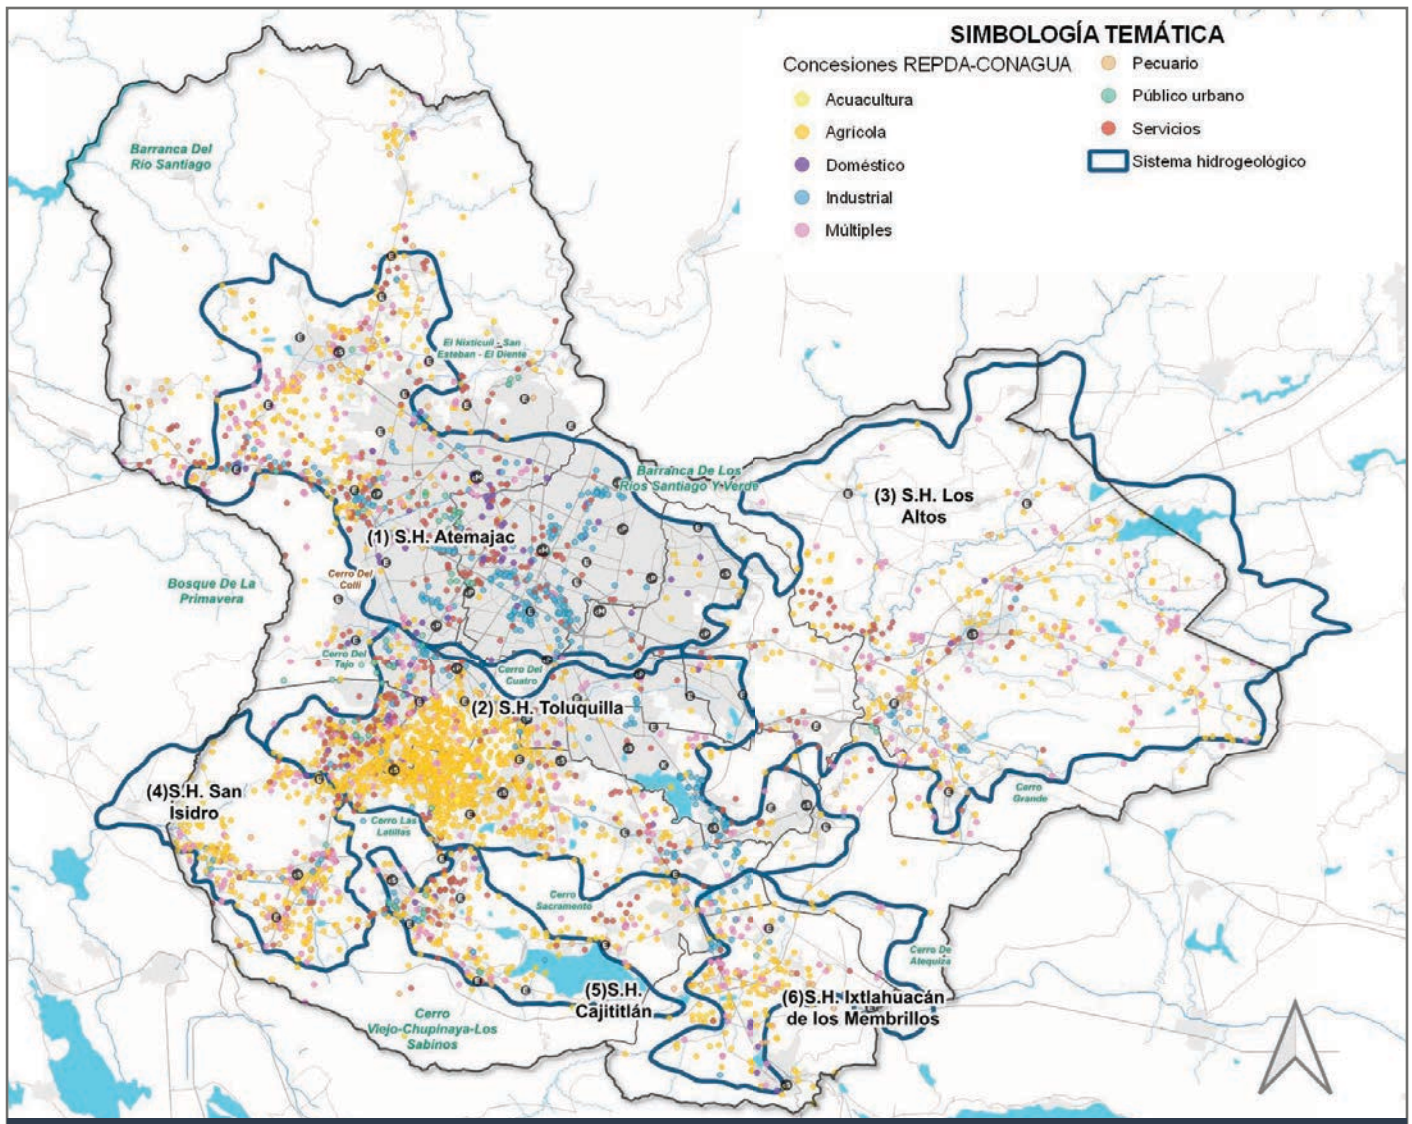 SIMBOLOGÍA TEMÁTICA
Concesiones REPDA-CONAGUA
Acuacultura
Agrícola
Doméstico
Industrial
Múltiples
Pecuario
Público urbano
Servicios
Sistema hidrogeológico
Barranca Del
Río Santiago
El Nixticuil - San
Esteban - El Diente
Barranca De Los
Ríos Santiago Y Verde
(3) S.H. Los
Altos
(1) S.H. Atemajac
Cerro Del
Colli
Bosque De La
Primavera
Cerro Del
Tajo
Cerro Del
Cuatro
(2) S.H. Toluquilla
(4)S.H. San
Isidro
Cerro
Grande
Cerro Las
Latillas
Cerro
Sacramento
Cerro De
Atequiza
(5)S.H.
Cajititlán
(6)S.H. Ixtlahuacán
de los Membrillos
Cerro
Viejo-Chupinaya-Los
Sabinos